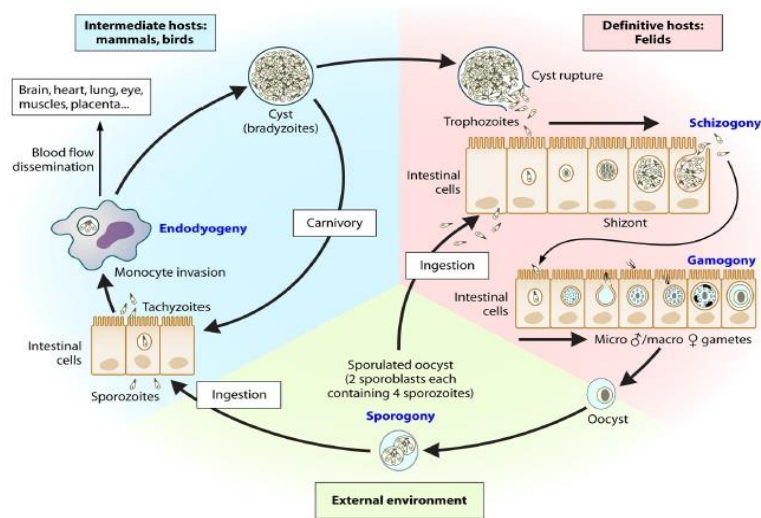 Intermediate hosts:
mammals, birds
Definitive hosts:
Felids
Brain, heart, lung, eye,
muscles, placenta...
Cyst
(bradyzoites)
Cyst rupture
Trophozoites
Schizogony
Blood flow
dissemination
Intestinal
cells
Shizont
Endodyogeny
Carnivory
Monocyte invasion
Ingestion
Gamogony
Tachyzoites
Intestinal
cells
Intestinal
cells
Micro ♂/macro ♀ gametes
Sporozoites
Ingestion
Sporulated oocyst
(2 sporoblasts each
containing 4 sporozoites)
Sporogony
Oocyst
External environment